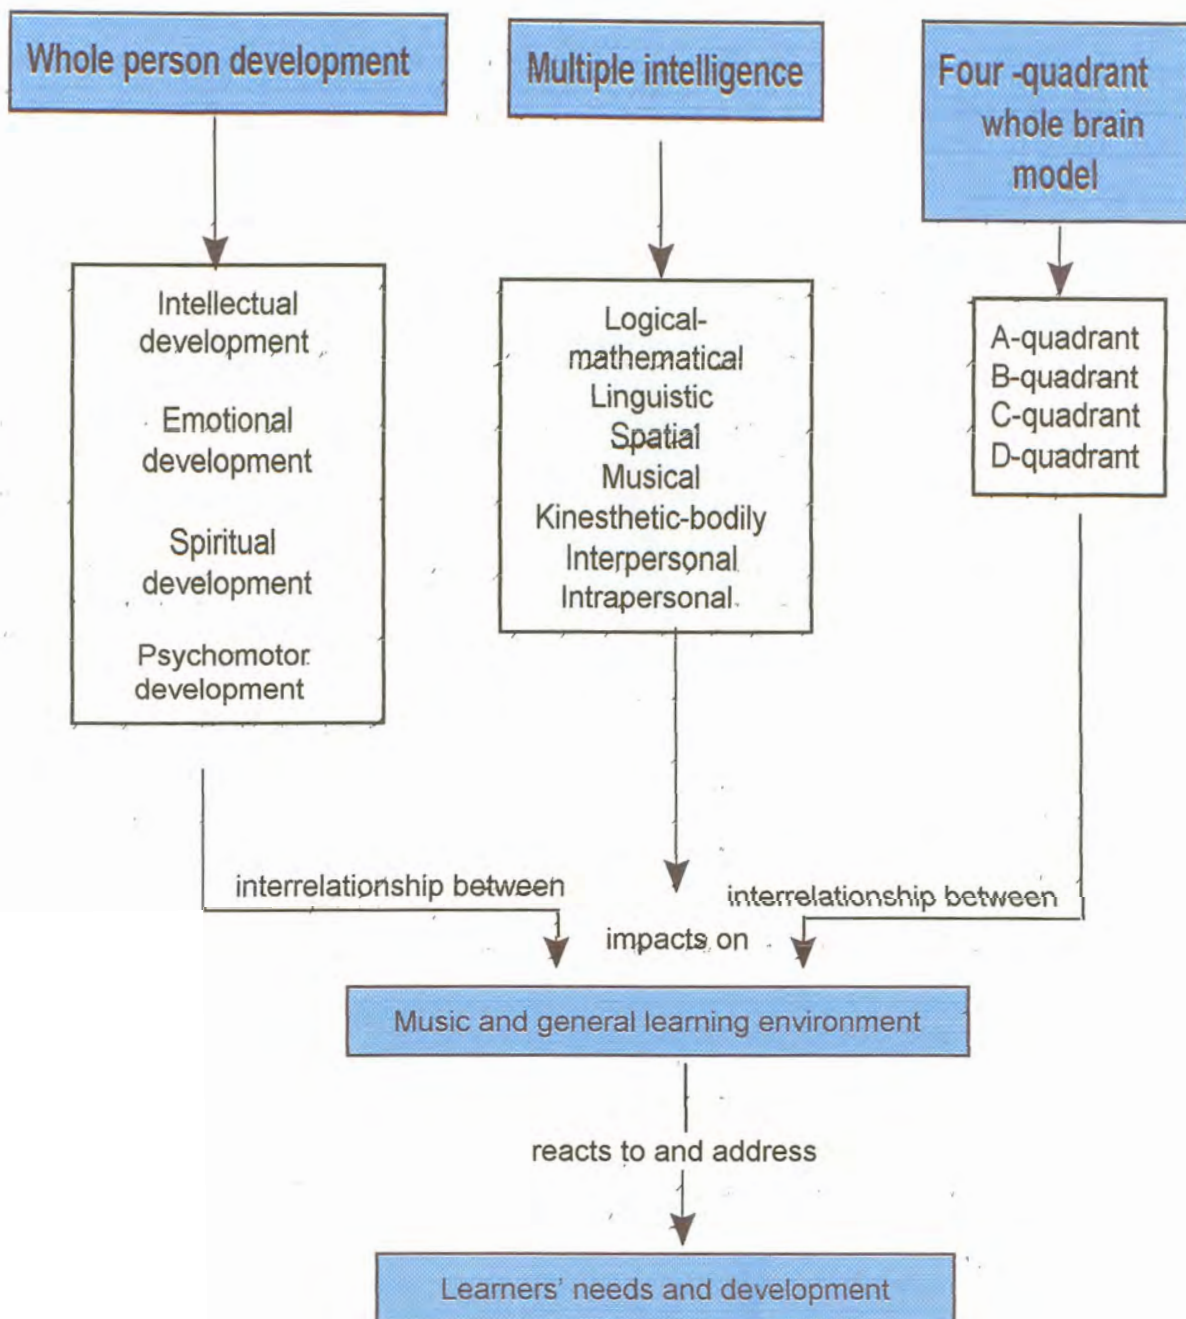 Whole person development
Multiple intelligence
Four -quadrant
whole brain
model
Intellectual
development
Emotional
development
Spiritual
development
Psychomotor
development
Logical-
mathematical
Linguistic
Spatial
Musical
Kinesthetic-bodily
Interpersonal
Intrapersonal
A-quadrant
B-quadrant
C-quadrant
D-quadrant
interrelationship between
impacts on
interrelationship between
Music and general learning environment
reacts to and address
Learners' needs and development